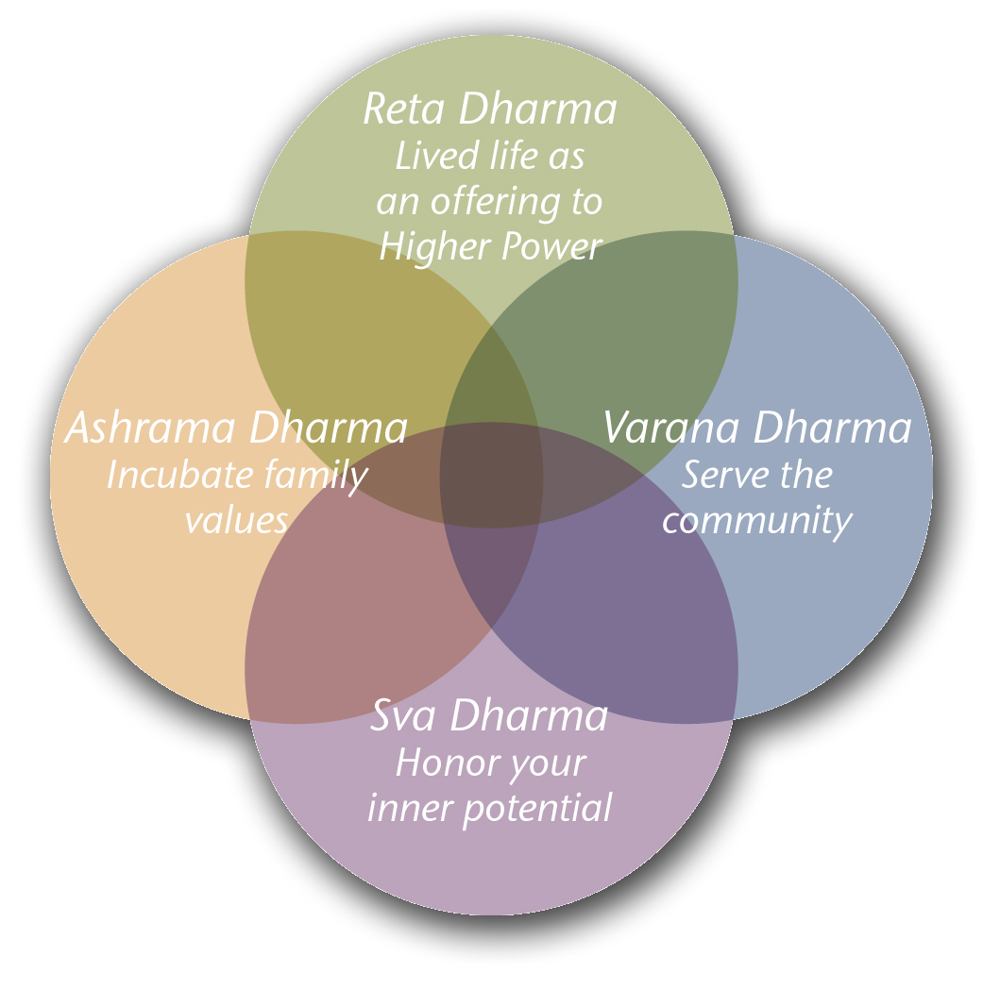 Reta Dharma
Lived life as
an offering to
Higher Power
Ashrama Dharma
Incubate family
values
Varana Dharma
Serve the
community
Sva Dharma
Honor your
inner potential